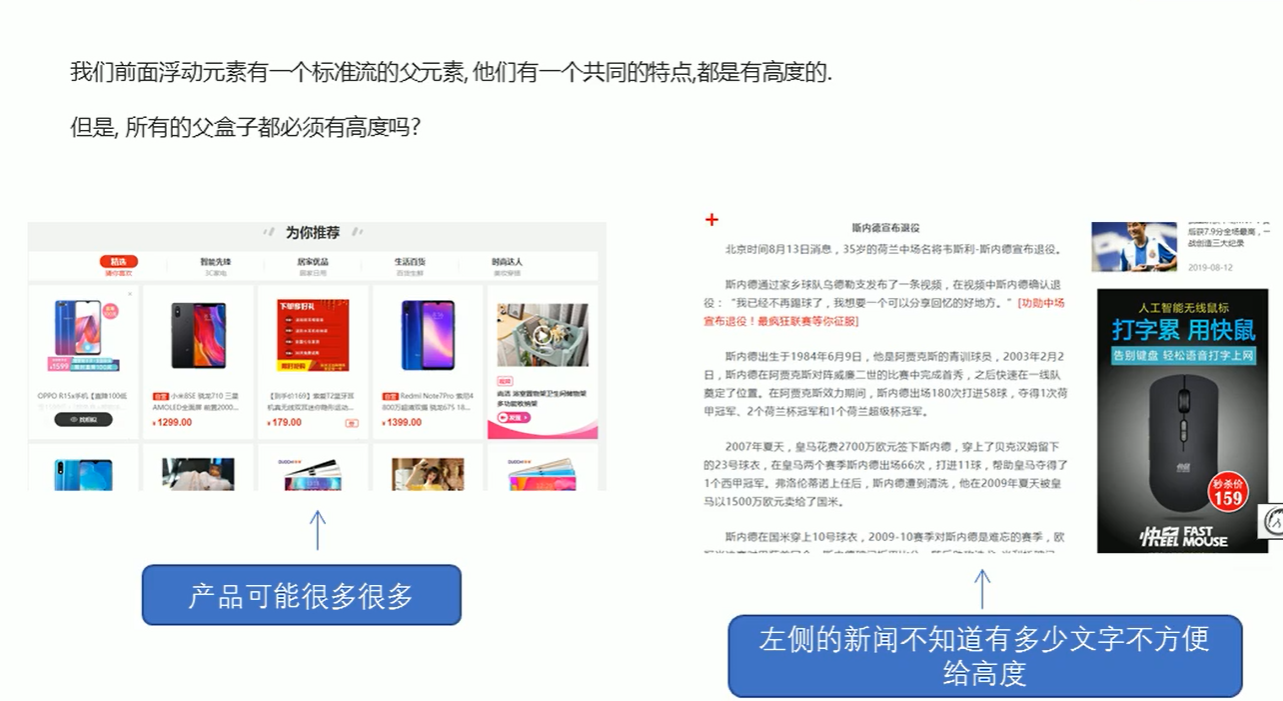 我们前面浮动元素有一个标准流的父元素, 他们有一个共同的特点,都是有高度的.
但是, 所有的父盒子都必须有高度吗?
为你推荐
精选 智能先锋 居家优品 生活百货 时尚达人
猜你喜欢 3C家电 居家日用 百货生鲜 美妆穿搭
下单享好礼
¥1599
OPPO R15x手机【直降100低
找相似
自营 小米8SE 骁龙710 三星
AMOLED全面屏 前置2000...
¥1299.00
【到手价169】索爱T2蓝牙耳
机真无线双耳迷你隐形运动...
¥179.00
自营 Redmi Note7Pro 索尼4
800万超清双摄 骁龙675 18...
¥1399.00
视频
尚活 浴室置物架卫生间储物架
多功能收纳架
产品可能很多很多
斯内德宣布退役
北京时间8月13日消息，35岁的荷兰中场名将韦斯利·斯内德宣布退役。
斯内德通过家乡球队乌德勒支发布了一条视频，在视频中斯内德确认退
役：“我已经不再踢球了，我想要一个可以分享回忆的好地方。”[功勋中场
宣布退役！最疯狂联赛等你征服]
斯内德出生于1984年6月9日，他是阿贾克斯的青训球员，2003年2月2
日，斯内德在阿贾克斯对阵威廉二世的比赛中完成首秀，之后快速在一线队
奠定了位置。在阿贾克斯效力期间，斯内德出场180次打进58球，夺得1次荷
甲冠军、2个荷兰杯冠军和1个荷兰超级杯冠军。
2007年夏天，皇马花费2700万欧元签下斯内德，穿上了贝克汉姆留下
的23号球衣，在皇马两个赛季斯内德出场66次，打进11球，帮助皇马夺得了
1个西甲冠军。弗洛伦蒂诺上任后，斯内德遭到清洗，他在2009年夏天被皇
马以1500万欧元卖给了国米。
斯内德在国米穿上10号球衣，2009-10赛季对斯内德是难忘的赛季，欧
后获7.9分全场最高，一
战创造三大纪录
2019-08-12
人工智能无线鼠标
打字累 用快鼠
告别键盘 轻松语音打字上网
秒杀价
159
快鼠 FAST
FEEL MOUSE
左侧的新闻不知道有多少文字不方便
给高度